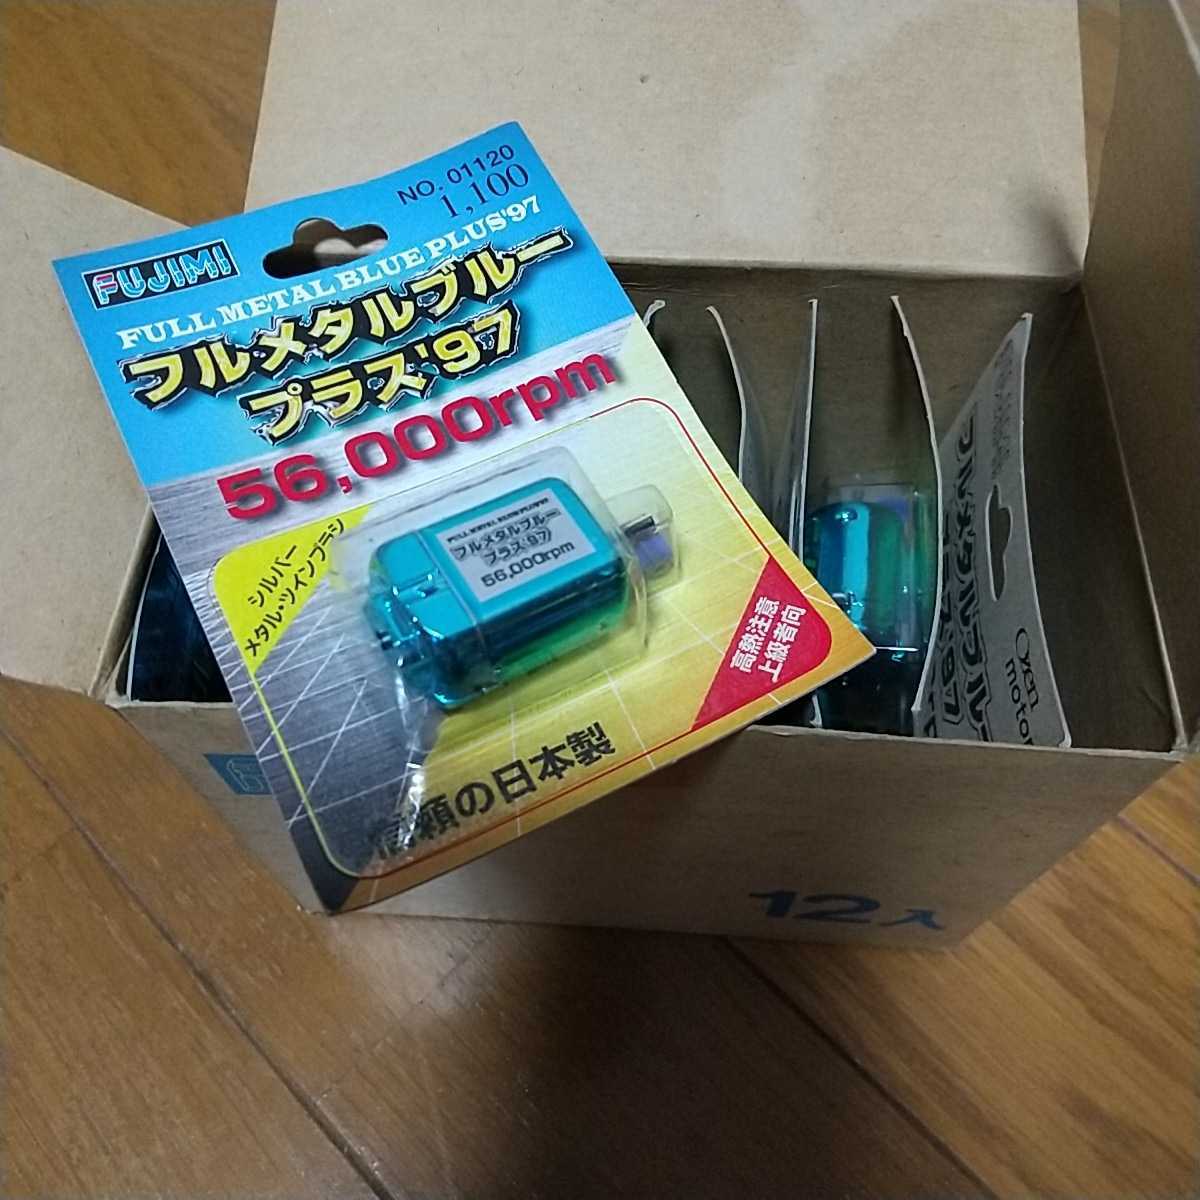 NO. 01120
1,100
FUJIMI
FULL METAL BLUE PLUS'97
フルメタルブルー
プラス'97
56,000rpm
シルバー
メタル・ツインブラシ
FULL METAL BLUE PLUS'97
フルメタルブルー
プラス'97
56,000rpm
高熱注意
上級者向
信頼の日本製
motor
12入